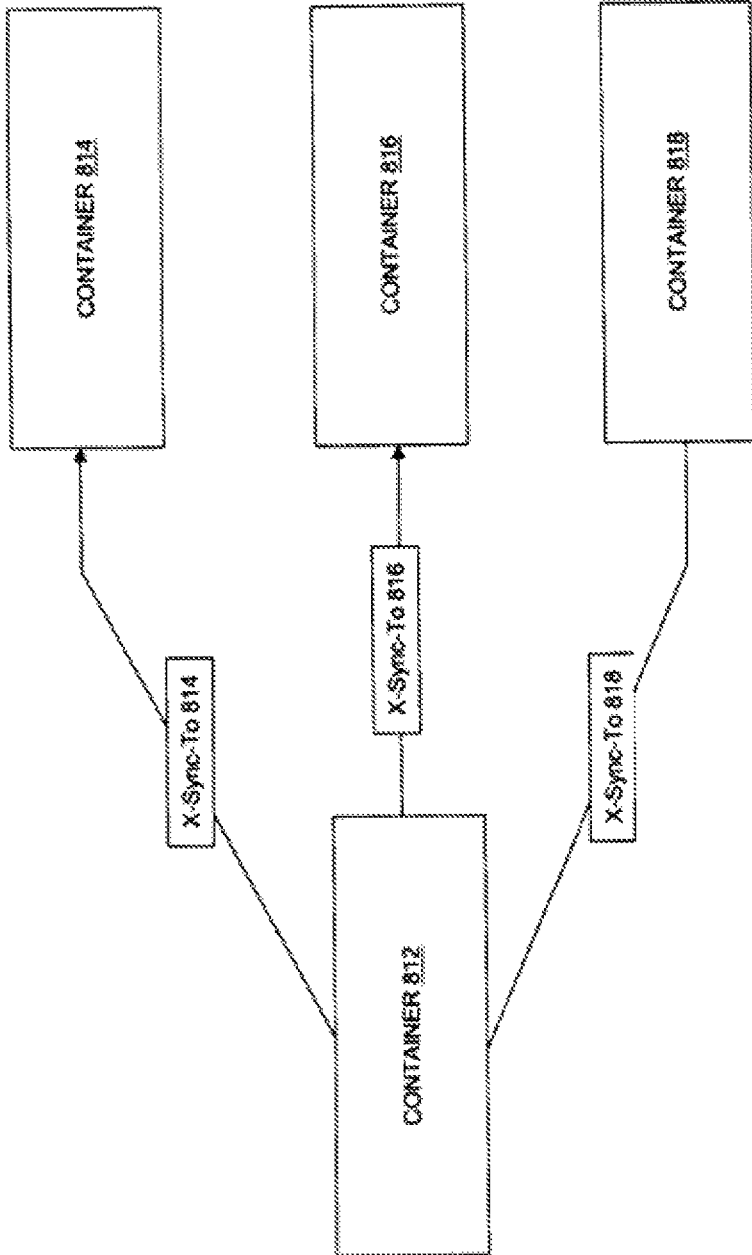 CONTAINER 814
CONTAINER 816
CONTAINER 818
X-Sync-To 814
X-Sync-To 816
X-Sync-To 818
CONTAINER 812